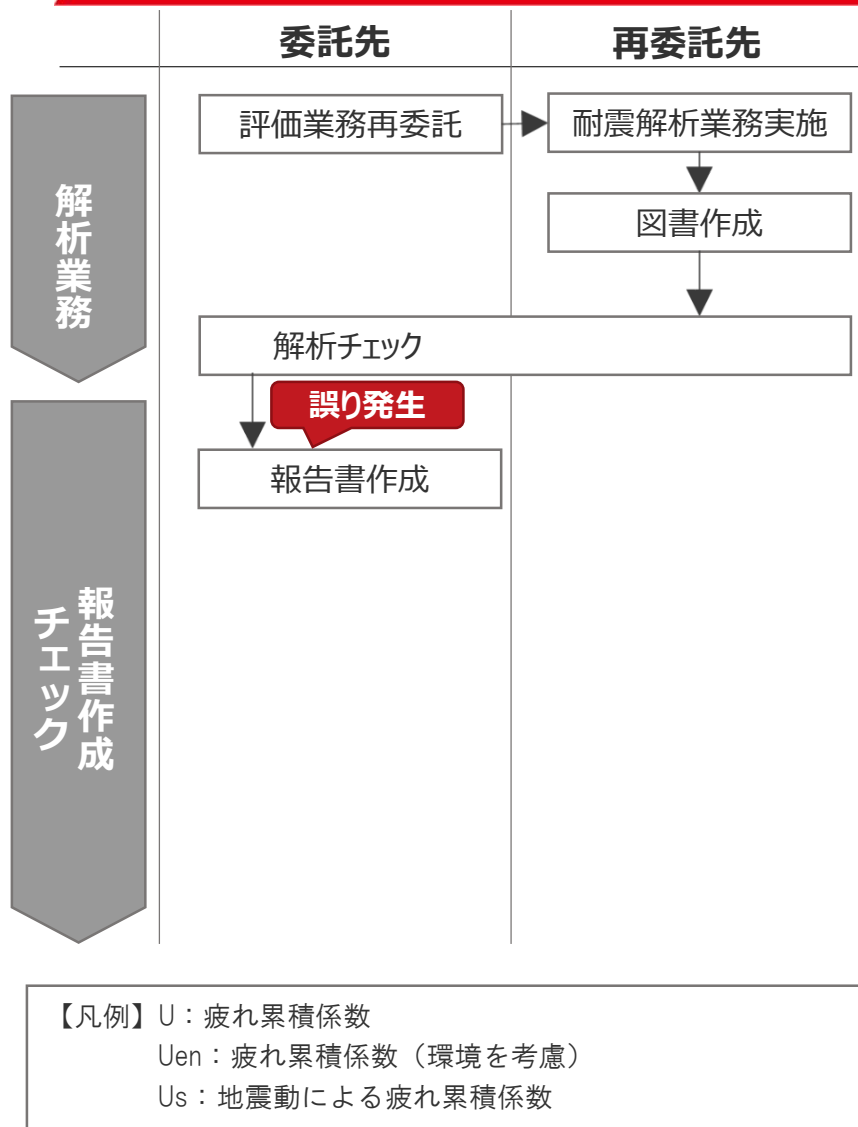 委託先
再委託先
解析業務
評価業務再委託
耐震解析業務実施
図書作成
解析チェック
誤り発生
報告書作成
報告書作成
チェック
【凡例】U：疲れ累積係数
Uen：疲れ累積係数（環境を考慮）
Us：地震動による疲れ累積係数